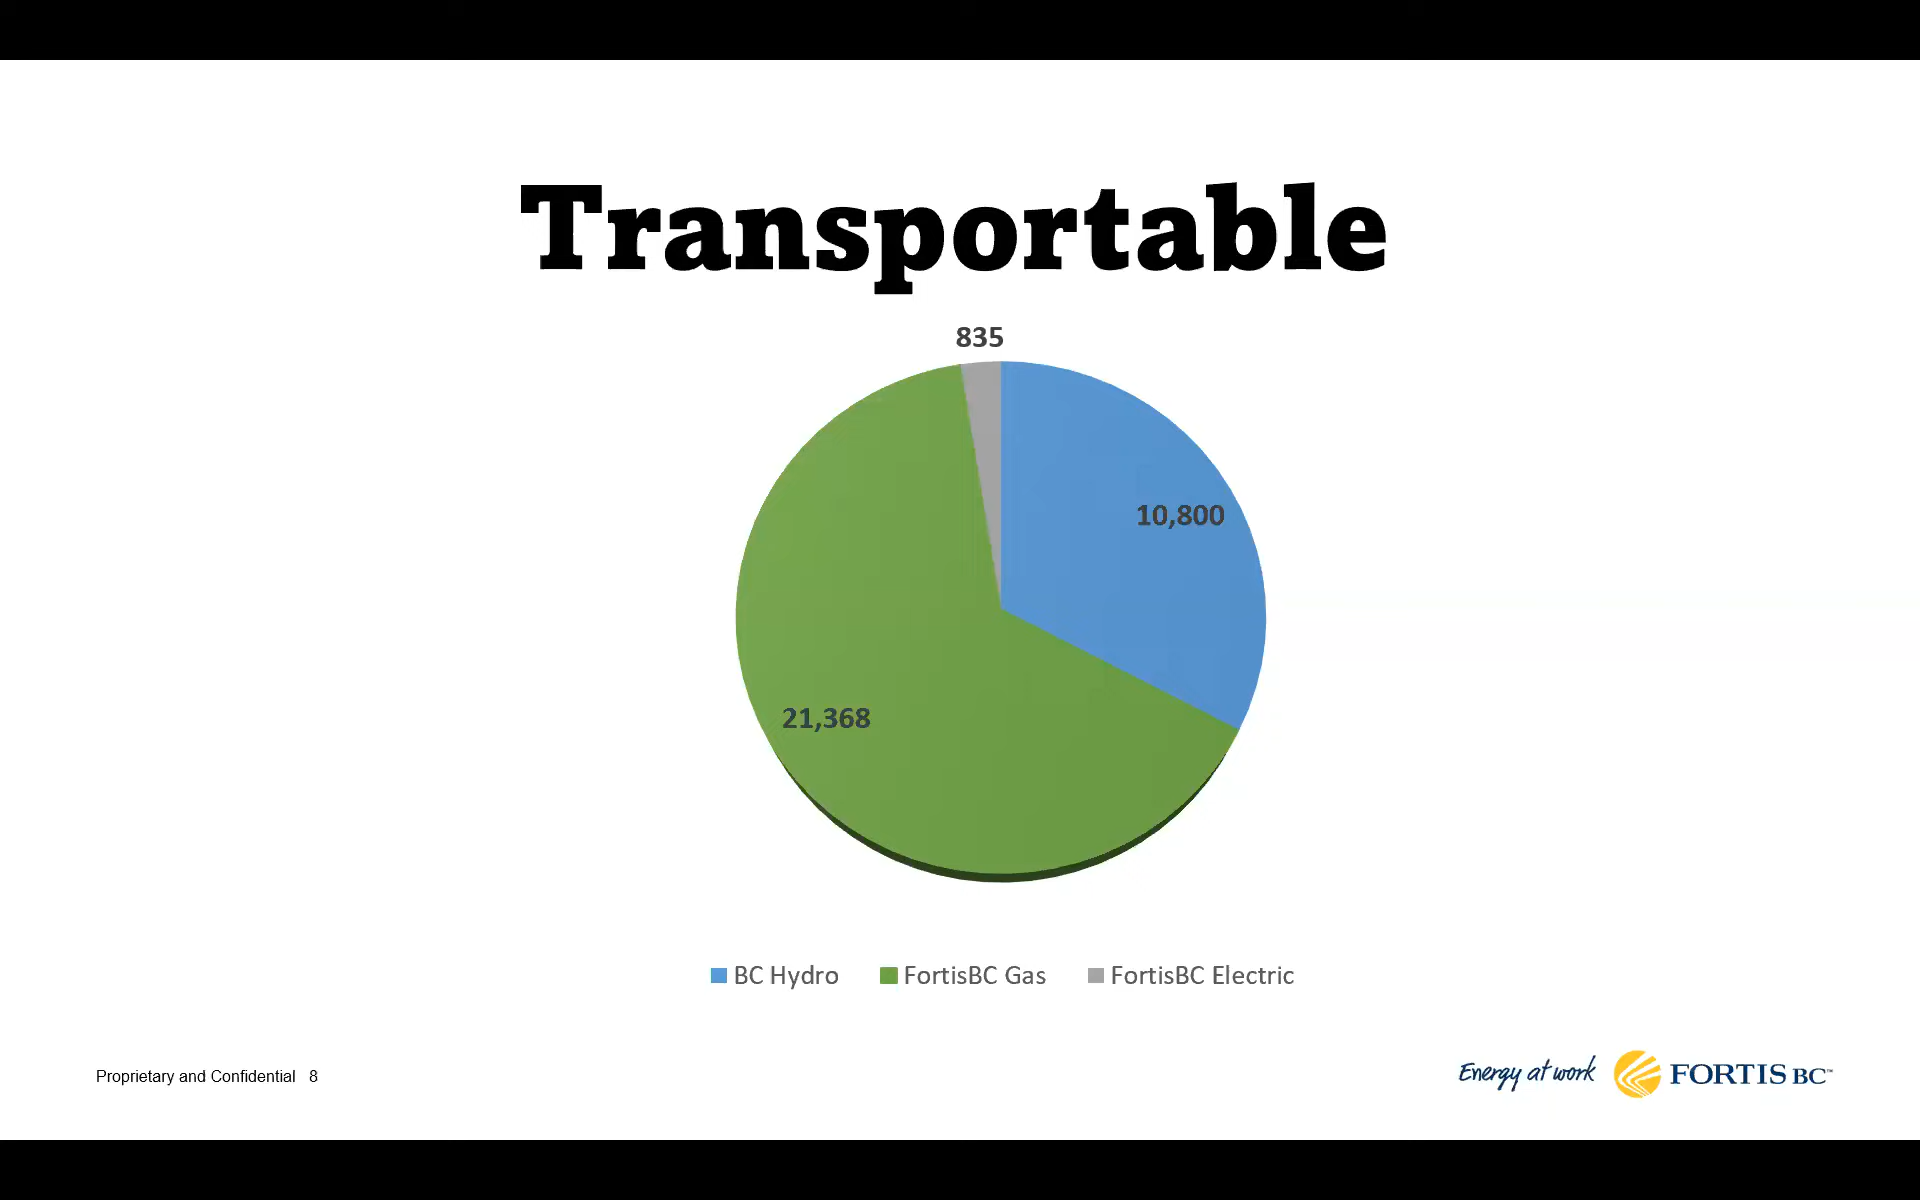 Transportable
835
10,800
21,368
BC Hydro FortisBC Gas FortisBC Electric
Proprietary and Confidential 8
Energy at work FORTIS BC™